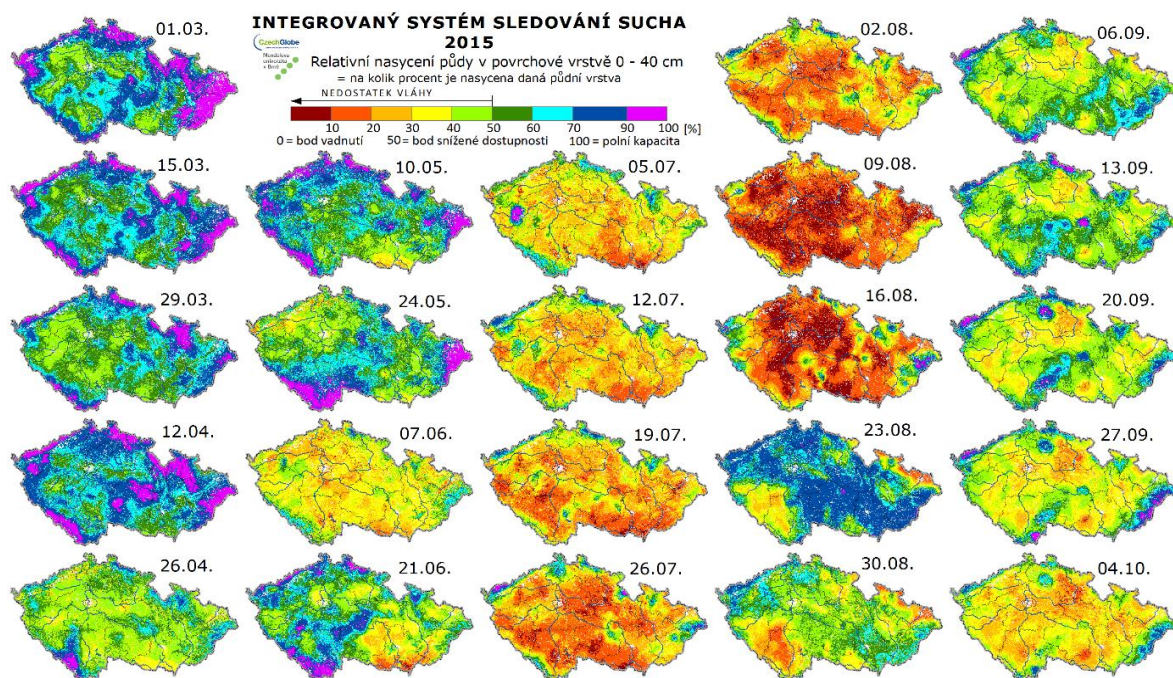 INTEGROVANÝ SYSTÉM SLEDOVÁNÍ SUCHA
2015
CzechGlobe
Mendelova
univerzita
v Brně
Relativní nasycení půdy v povrchové vrstvě 0 - 40 cm
= na kolik procent je nasycena daná půdní vrstva
NEDOSTATEK VLÁHY
10 20 30 40 50 60 70 90 100 [%]
0 = bod vadnutí 50= bod snížené dostupnosti 100 = polní kapacita
01.03.
02.08.
06.09.
15.03.
10.05.
05.07.
09.08.
13.09.
29.03.
24.05.
12.07.
16.08.
20.09.
12.04.
07.06.
19.07.
23.08.
27.09.
26.04.
21.06.
26.07.
30.08.
04.10.